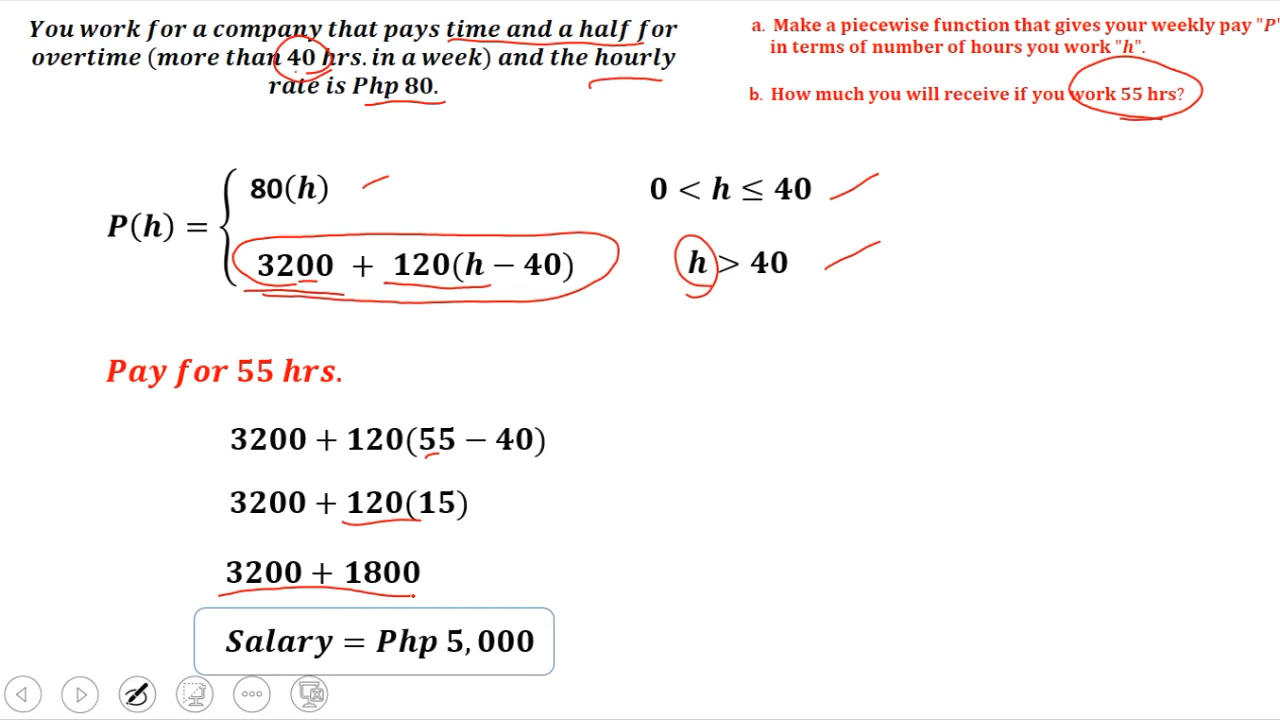 You work for a company that pays time and a half for
overtime (more than 40 hrs. in a week) and the hourly
rate is Php 80.
a. Make a piecewise function that gives your weekly pay "P"
in terms of number of hours you work "h".
b. How much you will receive if you work 55 hrs?
P(h) = { 80(h) 0 < h ≤ 40
3200 + 120(h − 40) h > 40
Pay for 55 hrs.
3200 + 120(55 − 40)
3200 + 120(15)
3200 + 1800
Salary = Php 5,000